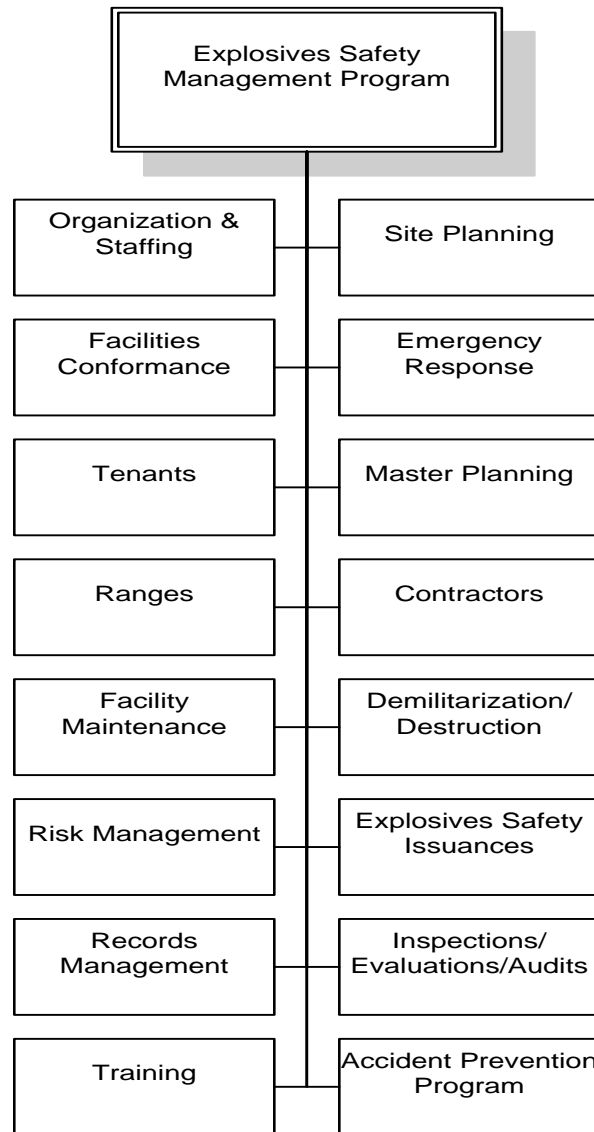 Explosives Safety
Management Program
Organization &
Staffing
Site Planning
Facilities
Conformance
Emergency
Response
Tenants
Master Planning
Ranges
Contractors
Facility
Maintenance
Demilitarization/
Destruction
Risk Management
Explosives Safety
Issuances
Records
Management
Inspections/
Evaluations/Audits
Training
Accident Prevention
Program